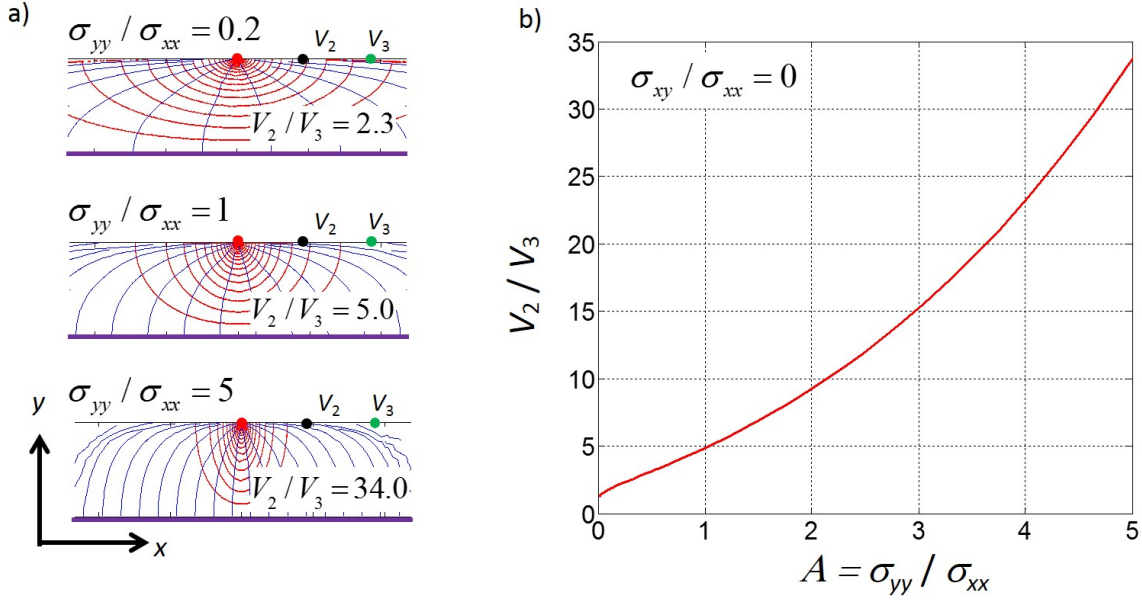 a)
σyy / σxx = 0.2
V2
V3
V2 / V3 = 2.3
σyy / σxx = 1
V2
V3
V2 / V3 = 5.0
σyy / σxx = 5
V2
V3
V2 / V3 = 34.0
y
x
b)
σxy / σxx = 0
V2 / V3
35
30
25
20
15
10
5
0
0 1 2 3 4 5
A = σyy / σxx